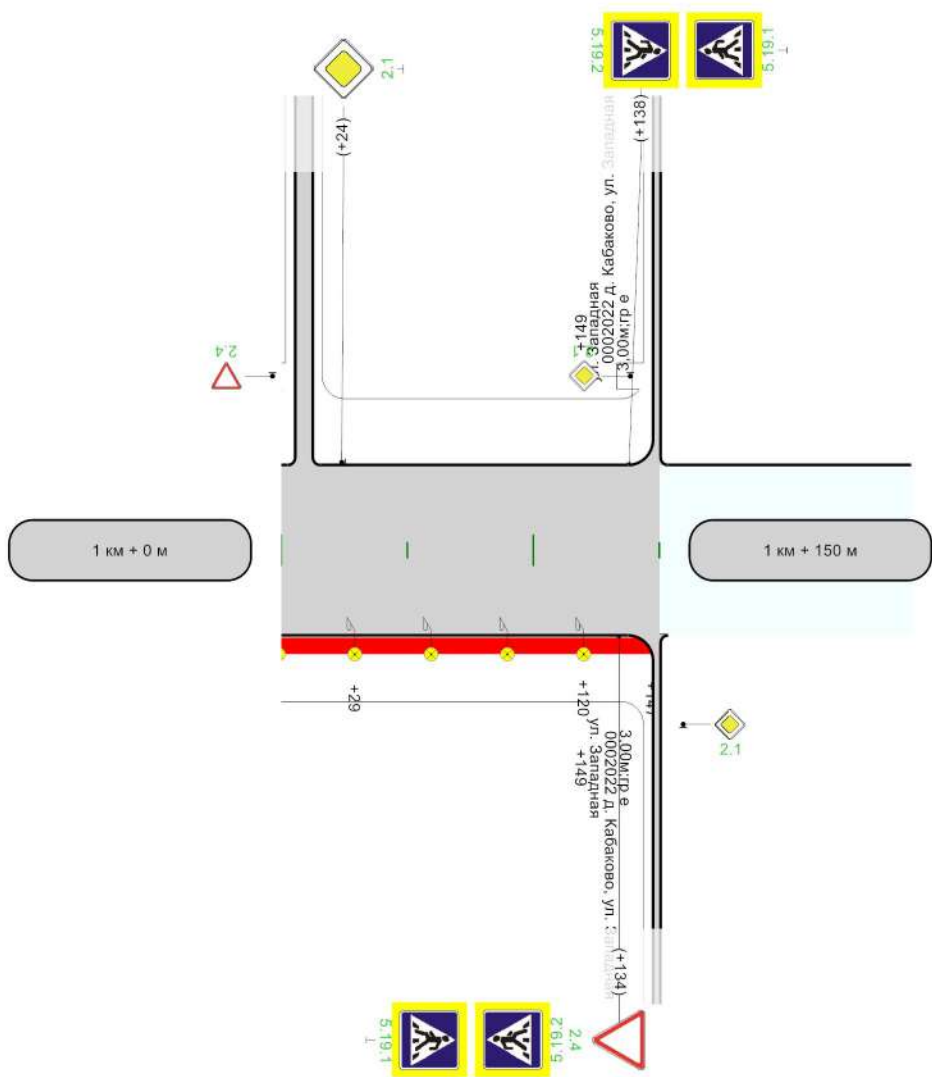 5.19.2
5.19.1
2.1
(+24)
(+138)
0002022 д. Кабаково, ул. Западная
3,00м:гр е
ул. Западная
+149
2.4
1 км + 0 м
1 км + 150 м
+29
+120
+147
2.1
3,00м:гр е
0002022 д. Кабаково, ул. Западная
ул. Западная
+149
(+134)
5.19.1
5.19.2
2.4